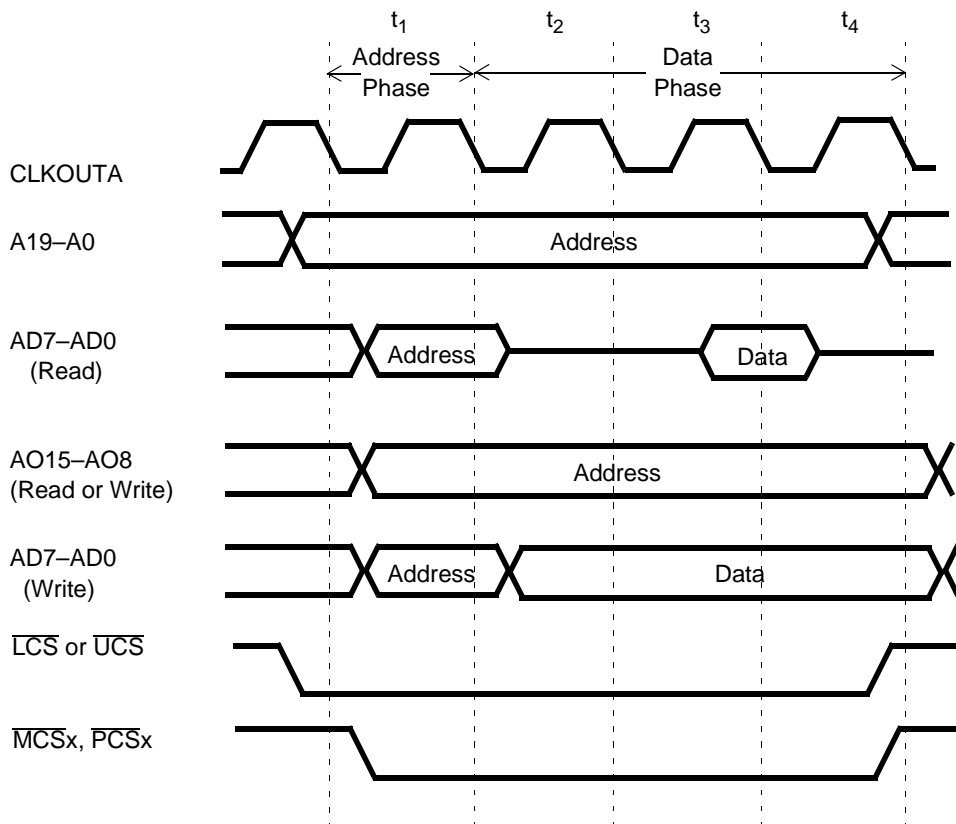 t1 t2 t3 t4
Address
Phase
Data
Phase
CLKOUTA
A19–A0
Address
AD7–AD0
(Read)
Address
Data
AO15–AO8
(Read or Write)
Address
AD7–AD0
(Write)
Address
Data
LCS or UCS
MCSx, PCSx